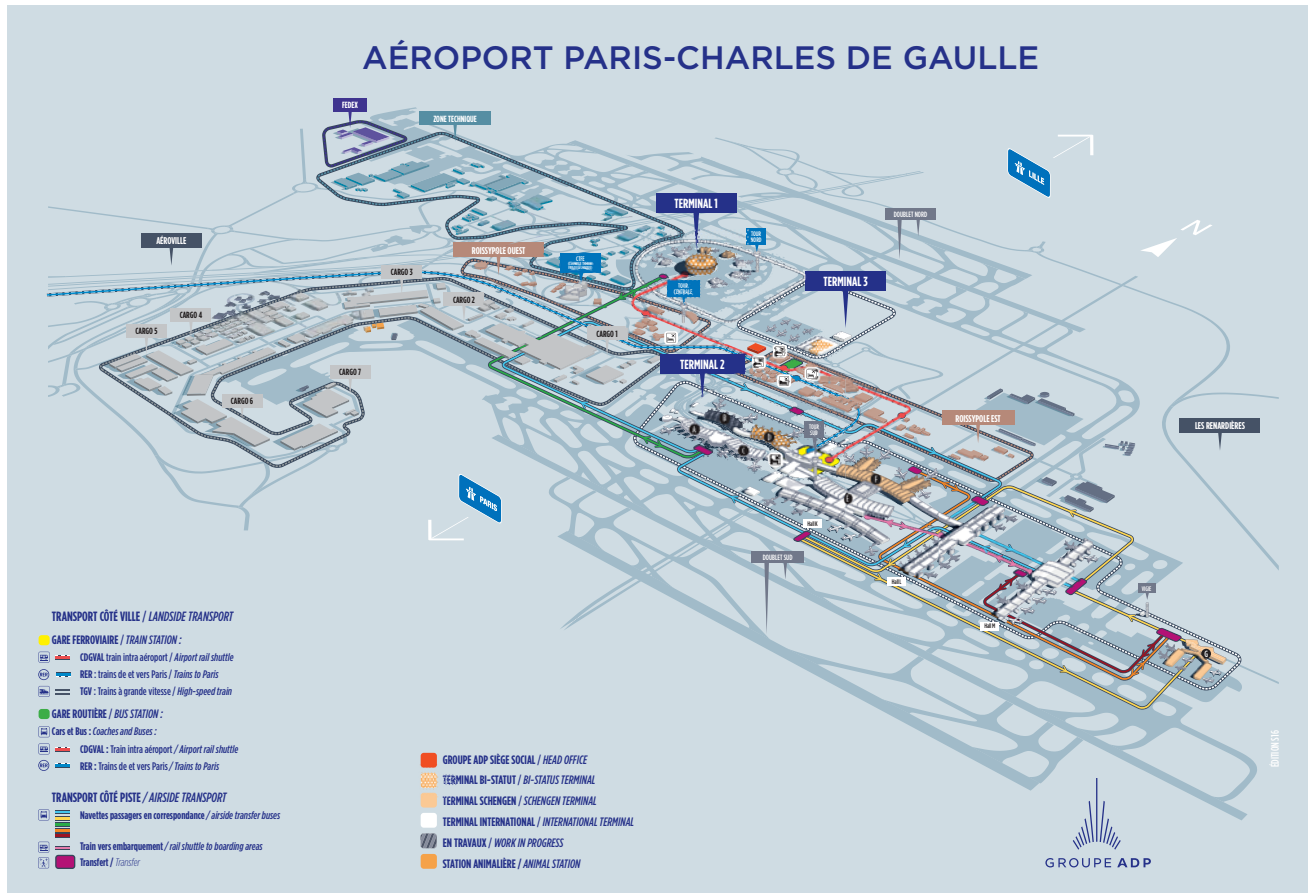 AÉROPORT PARIS-CHARLES DE GAULLE
FEDEX
ZONE TECHNIQUE
LILLE
N
TERMINAL 1
DOUBLET NORD
TOUR
NORD
AÉROVILLE
ROISSYPOLE OUEST
CARGO 3
TOUR
CENTRALE
TERMINAL 3
CARGO 2
CARGO 4
CARGO 5
CARGO 1
TERMINAL 2
CARGO 7
CARGO 6
ROISSYPOLE EST
LES RENARDIÈRES
TOUR
SUD
B
A
D
C
F
E
PARIS
Hall K
DOUBLET SUD
Hall L
VIGIE
Hall M
G
TRANSPORT CÔTÉ VILLE / LANDSIDE TRANSPORT
GARE FERROVIAIRE / TRAIN STATION :
CDGVAL train intra aéroport / Airport rail shuttle
RER RER : trains de et vers Paris / Trains to Paris
TGV : Trains à grande vitesse / High-speed train
GARE ROUTIÈRE / BUS STATION :
Cars et Bus : Coaches and Buses :
CDGVAL : Train intra aéroport / Airport rail shuttle
RER RER : Trains de et vers Paris / Trains to Paris
TRANSPORT CÔTÉ PISTE / AIRSIDE TRANSPORT
Navettes passagers en correspondance / airside transfer buses
Train vers embarquement / rail shuttle to boarding areas
Transfert / Transfer
GROUPE ADP SIÈGE SOCIAL / HEAD OFFICE
TERMINAL BI-STATUT / BI-STATUS TERMINAL
TERMINAL SCHENGEN / SCHENGEN TERMINAL
TERMINAL INTERNATIONAL / INTERNATIONAL TERMINAL
EN TRAVAUX / WORK IN PROGRESS
STATION ANIMALIÈRE / ANIMAL STATION
GROUPE ADP